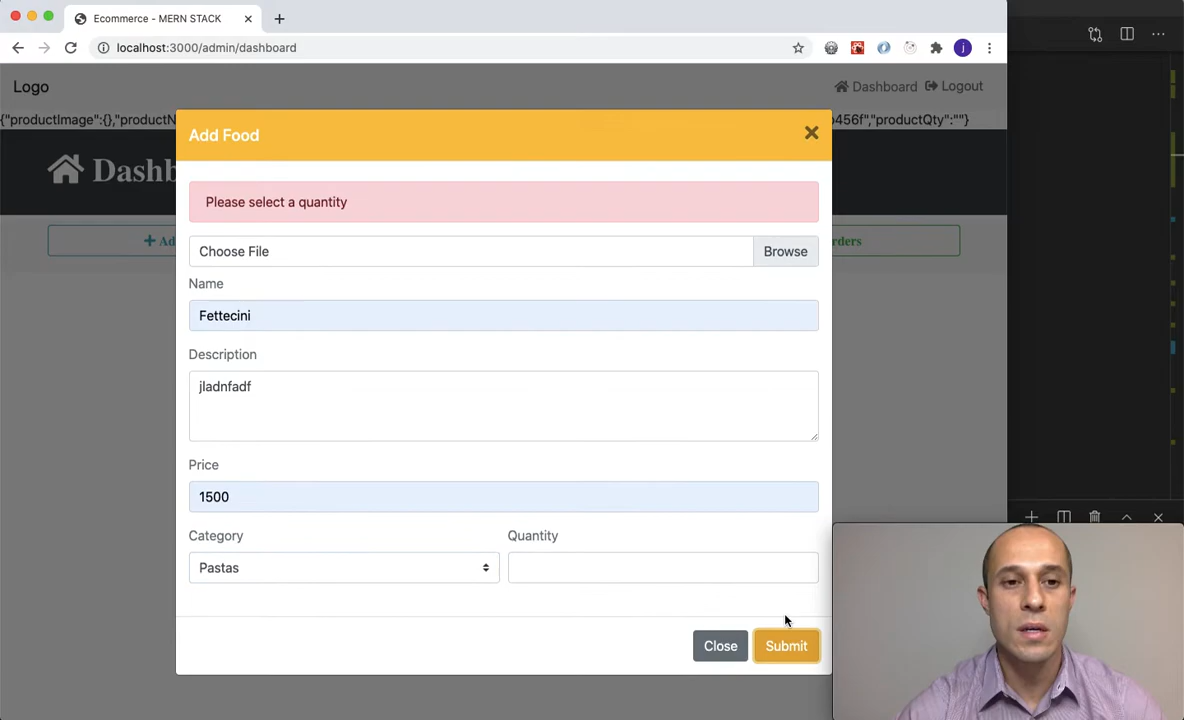 Ecommerce - MERN STACK
localhost:3000/admin/dashboard
j
Logo
Dashboard
Logout
{"productImage":{},"productN
456f","productQty":""}
Add Food
Dashb
Please select a quantity
Ad
rders
Choose File
Browse
Name
Fettecini
Description
jladnfadf
Price
1500
Category
Quantity
Pastas
Close
Submit